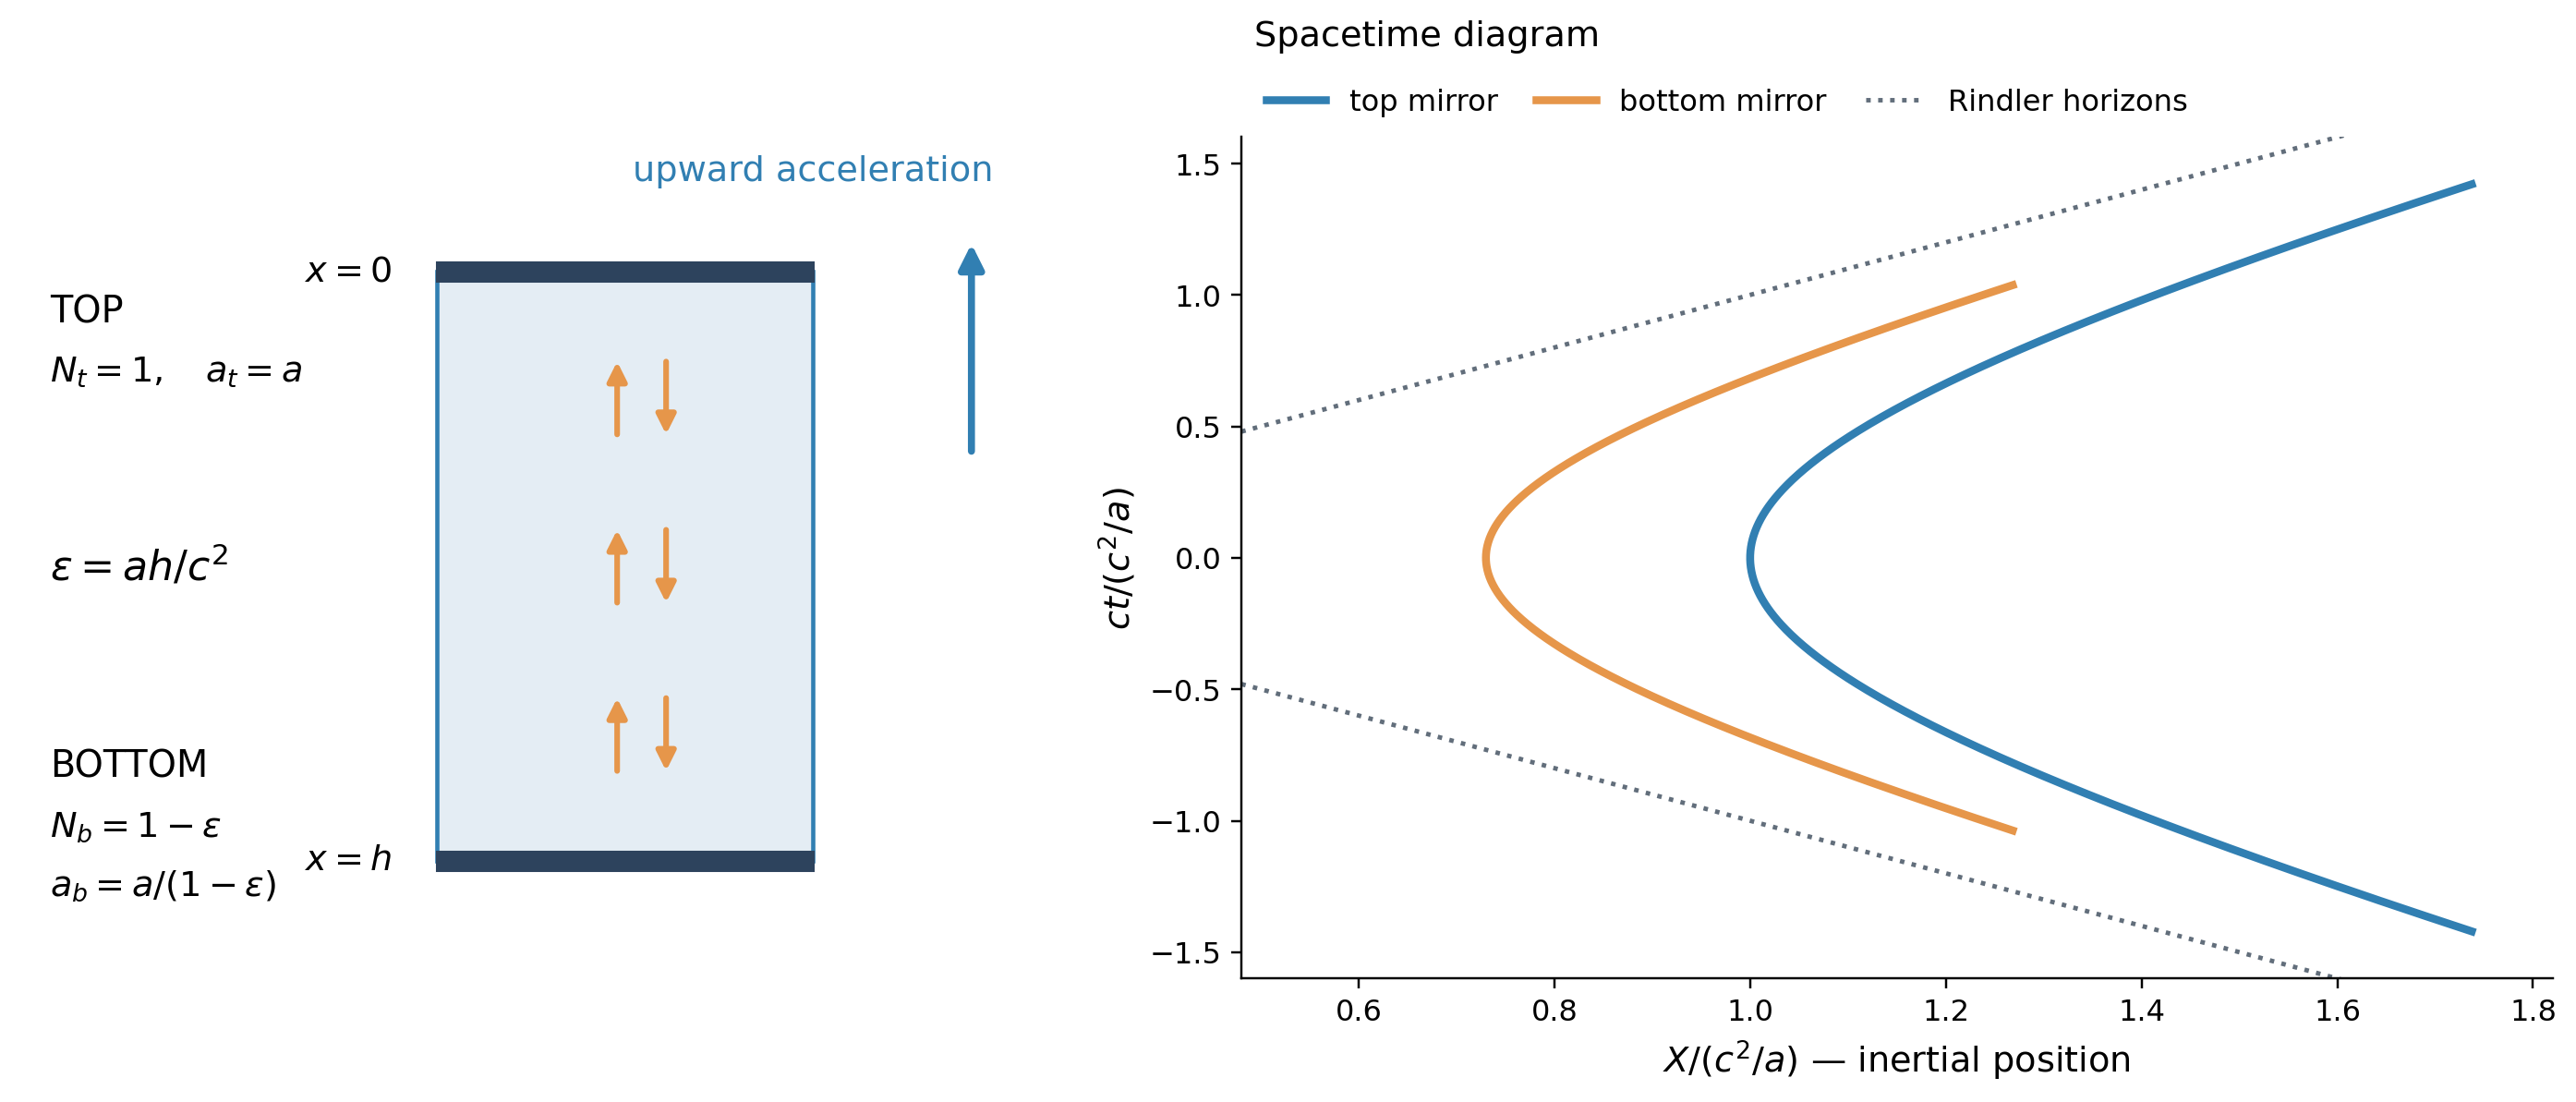 upward acceleration
x = 0
TOP
N_t = 1, a_t = a
ε = ah/c²
BOTTOM
N_b = 1 − ε
x = h
a_b = a/(1 − ε)
Spacetime diagram
top mirror bottom mirror Rindler horizons
ct/(c²/a)
1.5
1.0
0.5
0.0
−0.5
−1.0
−1.5
0.6 0.8 1.0 1.2 1.4 1.6 1.8
X/(c²/a) — inertial position